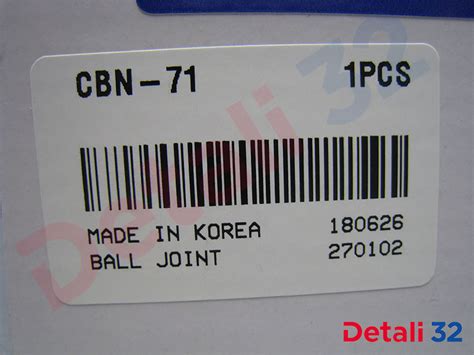 CBN-71 1PCS
Detali 32
MADE IN KOREA 180626
BALL JOINT 270102
Detali 32